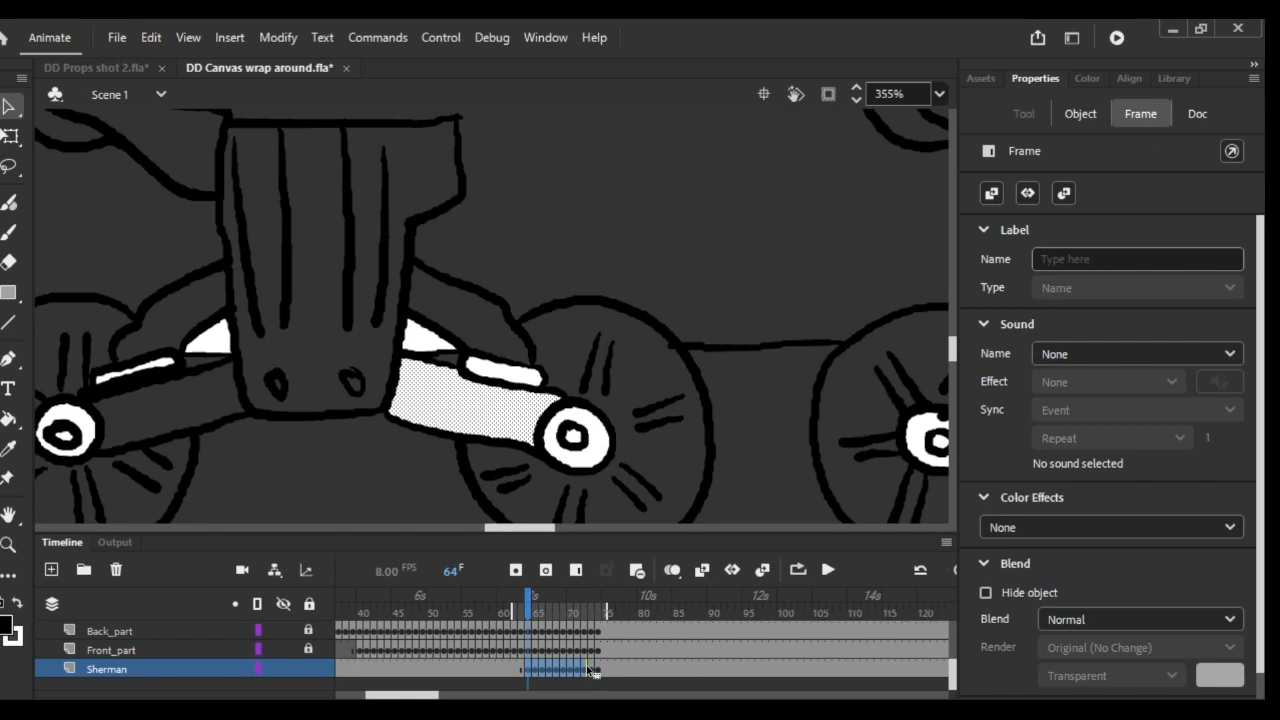 Animate File Edit View Insert Modify Text Commands Control Debug Window Help
DD Props shot 2.fla* × DD Canvas wrap around.fla* ×
Assets Properties Color Align Library
Scene 1 355%
Tool Object Frame Doc
Frame
Label
Name Type here
Type Name
Sound
Name None
Effect None
Sync Event
Repeat 1
No sound selected
Color Effects
None
Blend
Hide object
Blend Normal
Render Original (No Change)
Transparent
Timeline Output
8.00 FPS 64 F
6s 10s 12s 14s
40 45 50 55 60 65 70 75 80 85 90 95 100 105 110 115 120
Back_part
Front_part
Sherman